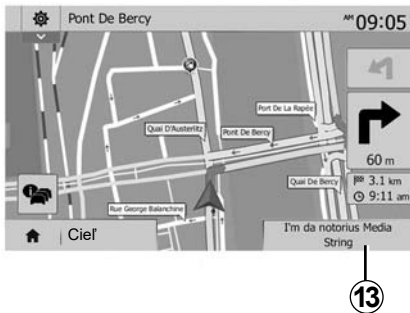 Pont De Bercy
AM 09:05
Port De La Rapée
Quai D'Austerlitz
Pont De Bercy
60 m
Quai De Bercy
3.1 km
9:11 am
Rue George Balanchine
Cieľ
I'm da notorius Media
String
13